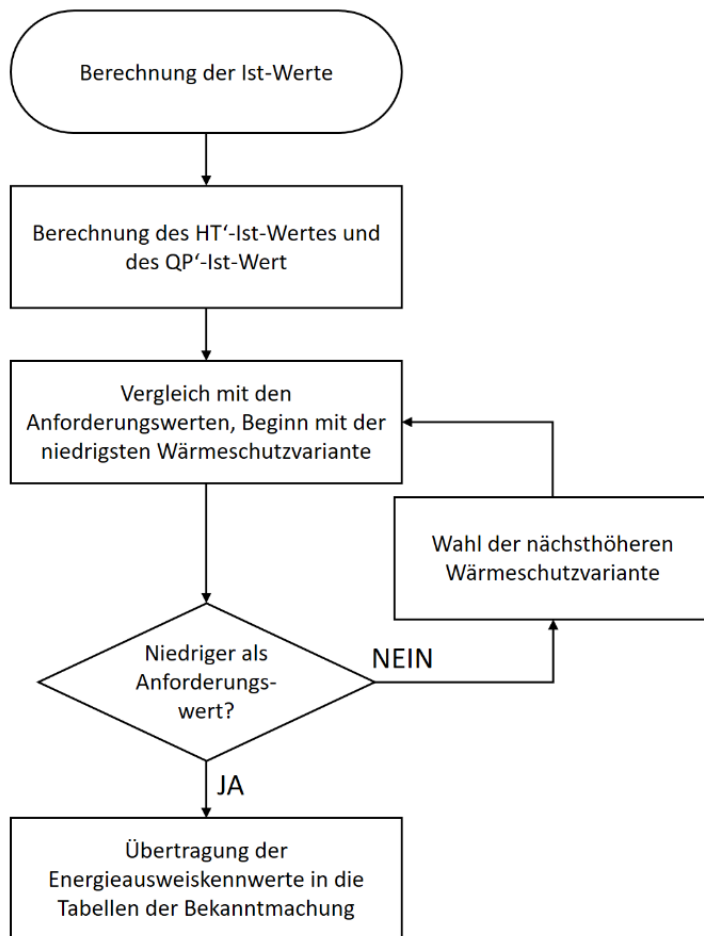 Berechnung der Ist-Werte
Berechnung des HT‘-Ist-Wertes und
des QP‘-Ist-Wert
Vergleich mit den
Anforderungswerten, Beginn mit der
niedrigsten Wärmeschutzvariante
Wahl der nächsthöheren
Wärmeschutzvariante
Niedriger als
Anforderungs-
wert?
NEIN
JA
Übertragung der
Energieausweiskennwerte in die
Tabellen der Bekanntmachung